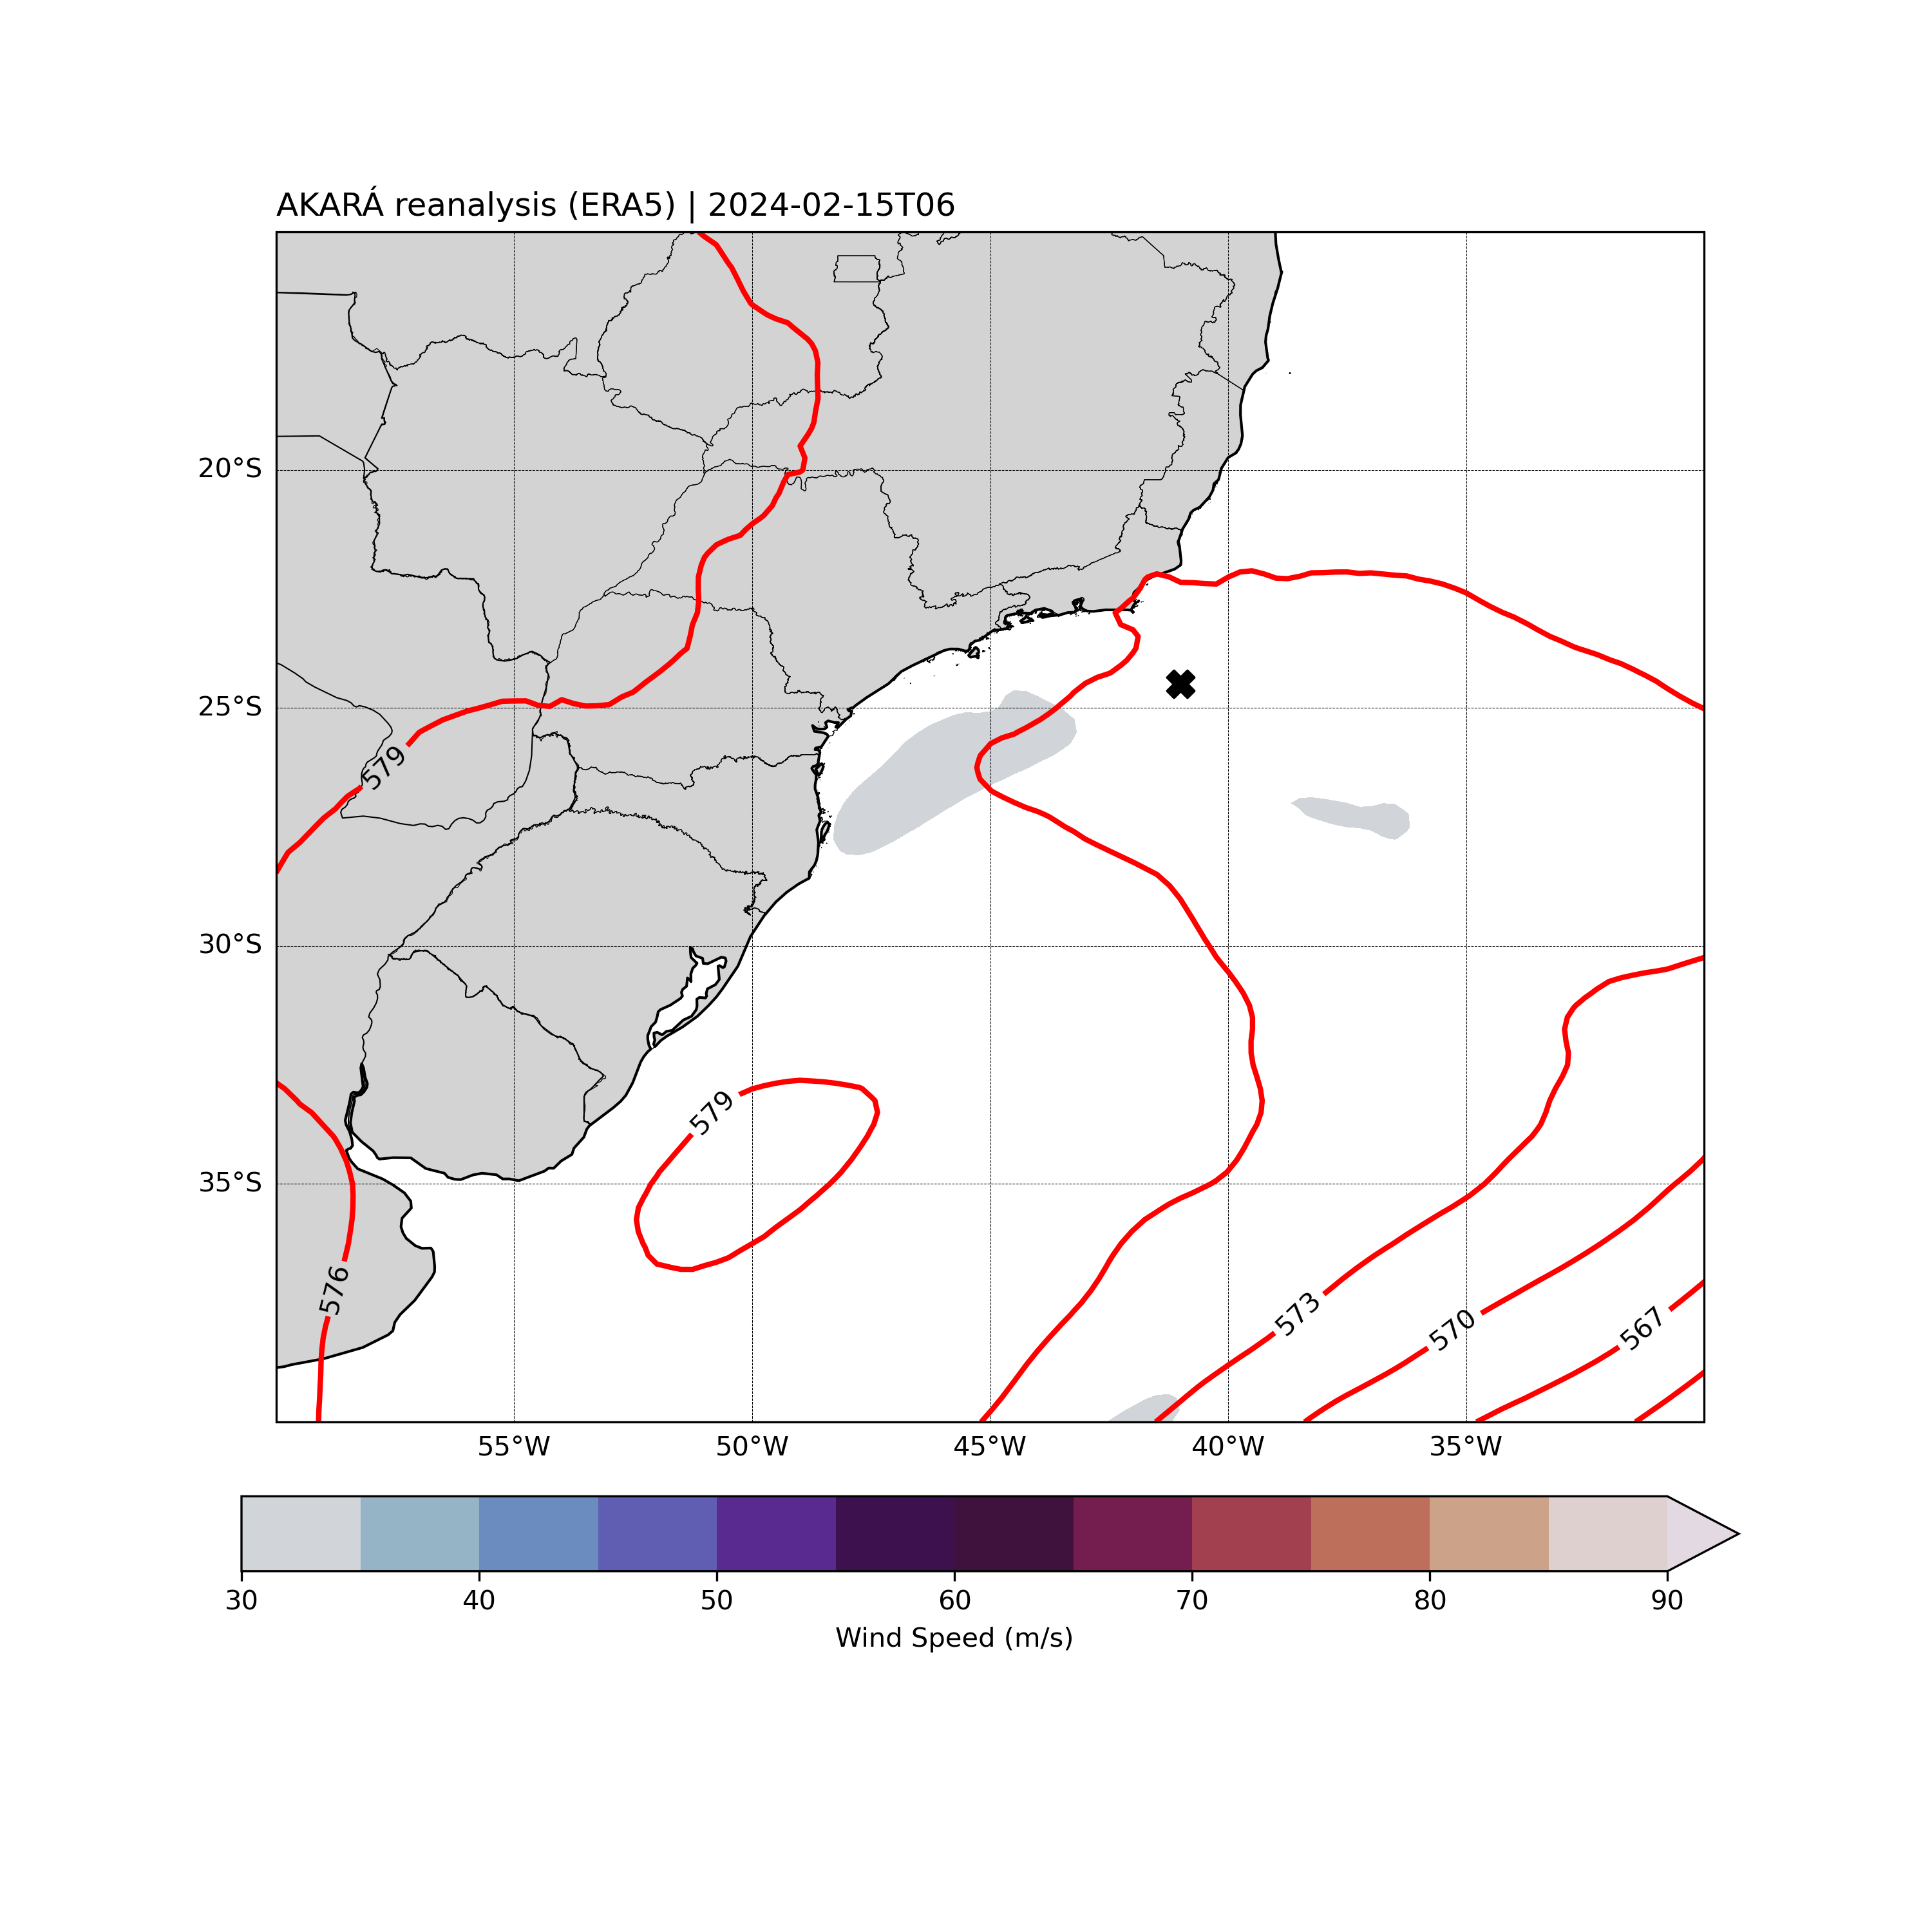 AKARÁ reanalysis (ERA5) | 2024-02-15T06
20°S
579
25°S
30°S
579
35°S
576
573
570
567
55°W 50°W 45°W 40°W 35°W
30 40 50 60 70 80 90
Wind Speed (m/s)